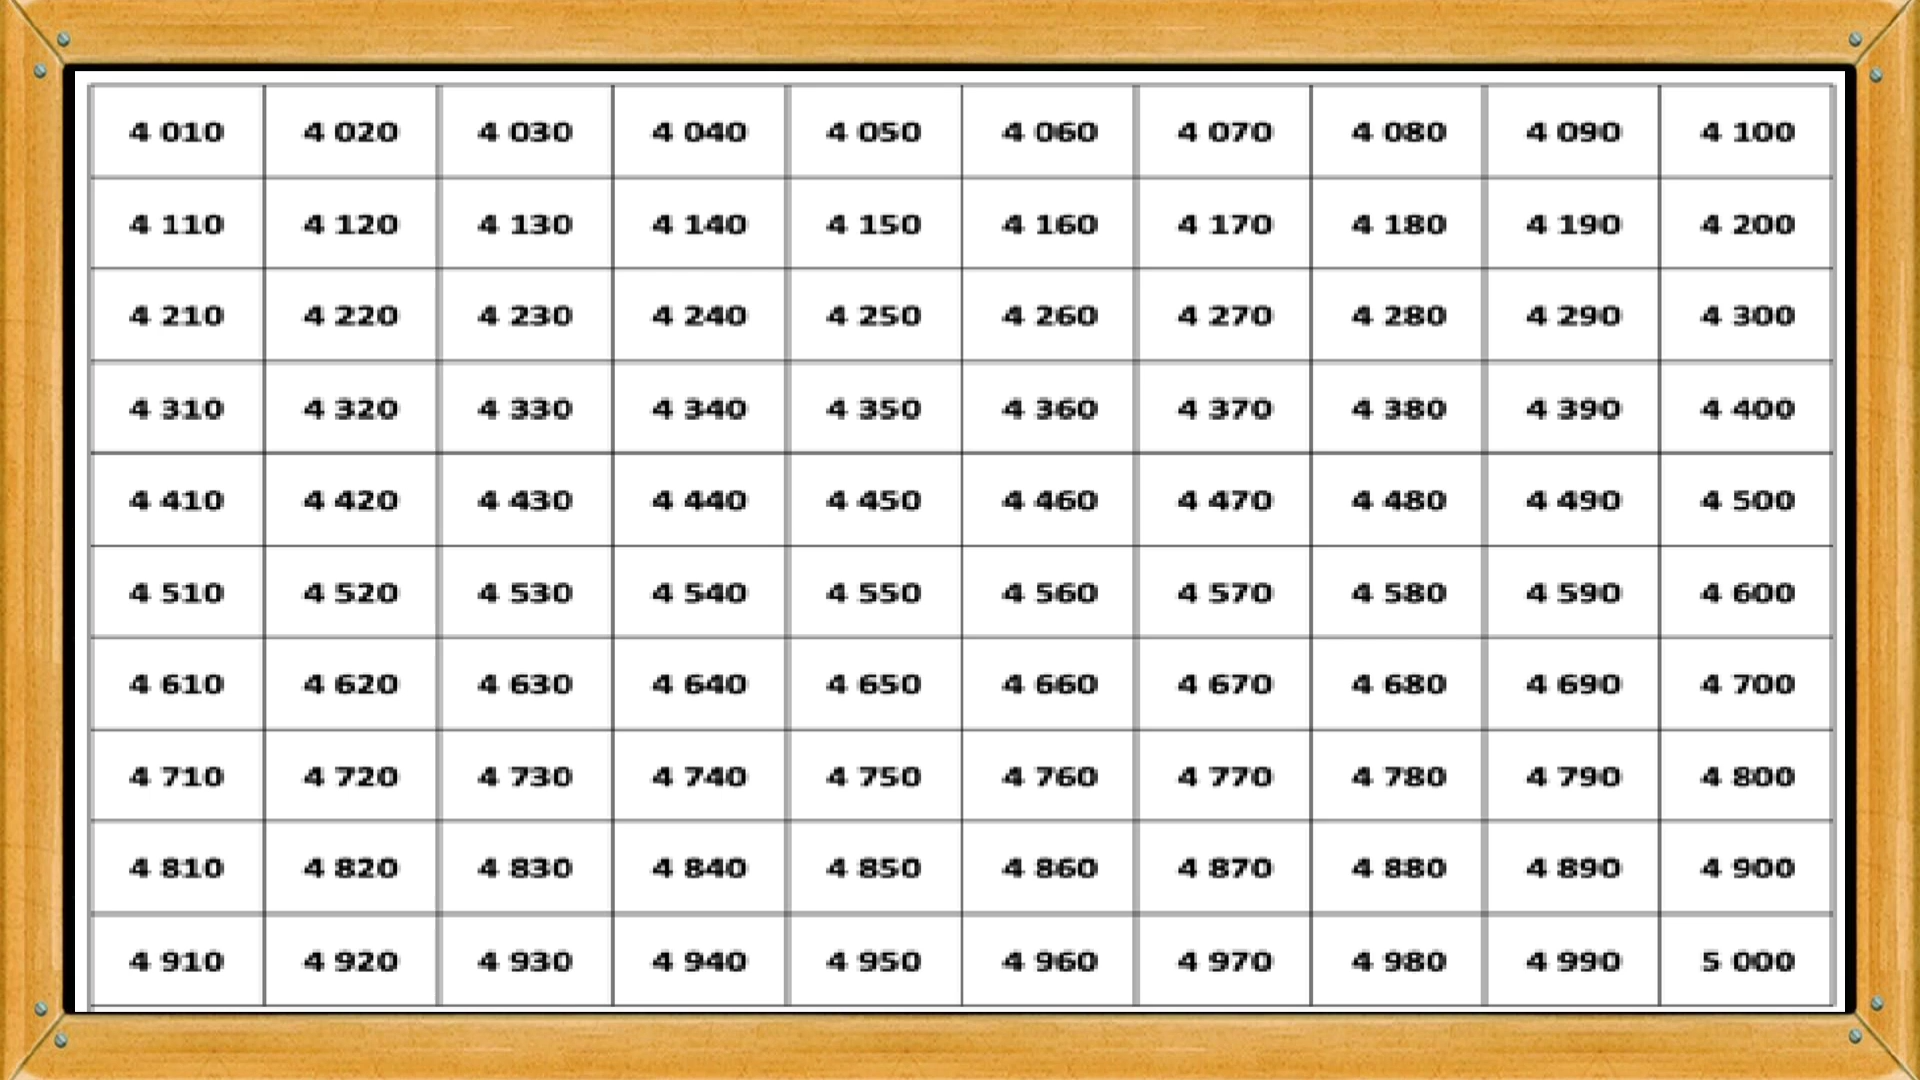 4 010 4 020 4 030 4 040 4 050 4 060 4 070 4 080 4 090 4 100
4 110 4 120 4 130 4 140 4 150 4 160 4 170 4 180 4 190 4 200
4 210 4 220 4 230 4 240 4 250 4 260 4 270 4 280 4 290 4 300
4 310 4 320 4 330 4 340 4 350 4 360 4 370 4 380 4 390 4 400
4 410 4 420 4 430 4 440 4 450 4 460 4 470 4 480 4 490 4 500
4 510 4 520 4 530 4 540 4 550 4 560 4 570 4 580 4 590 4 600
4 610 4 620 4 630 4 640 4 650 4 660 4 670 4 680 4 690 4 700
4 710 4 720 4 730 4 740 4 750 4 760 4 770 4 780 4 790 4 800
4 810 4 820 4 830 4 840 4 850 4 860 4 870 4 880 4 890 4 900
4 910 4 920 4 930 4 940 4 950 4 960 4 970 4 980 4 990 5 000